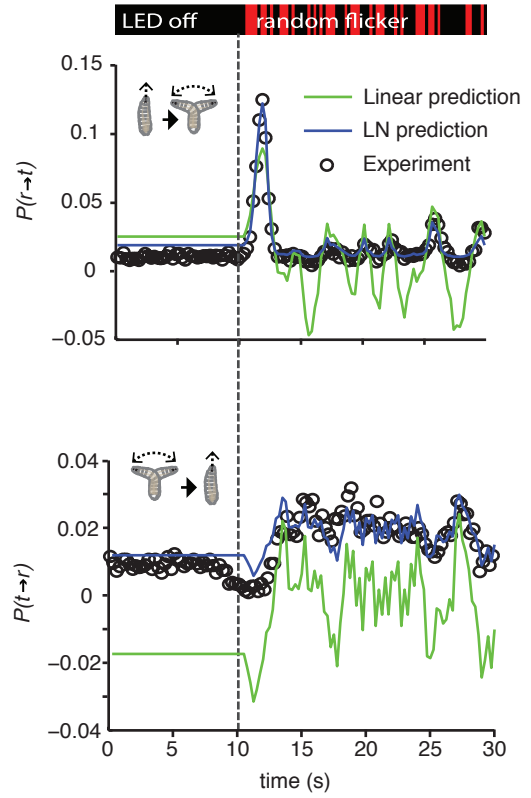 LED off random flicker
0.15
0.1
0.05
0
−0.05
P(r→t)
Linear prediction
LN prediction
Experiment
0.04
0.02
0
−0.02
−0.04
P(t→r)
0 5 10 15 20 25 30
time (s)